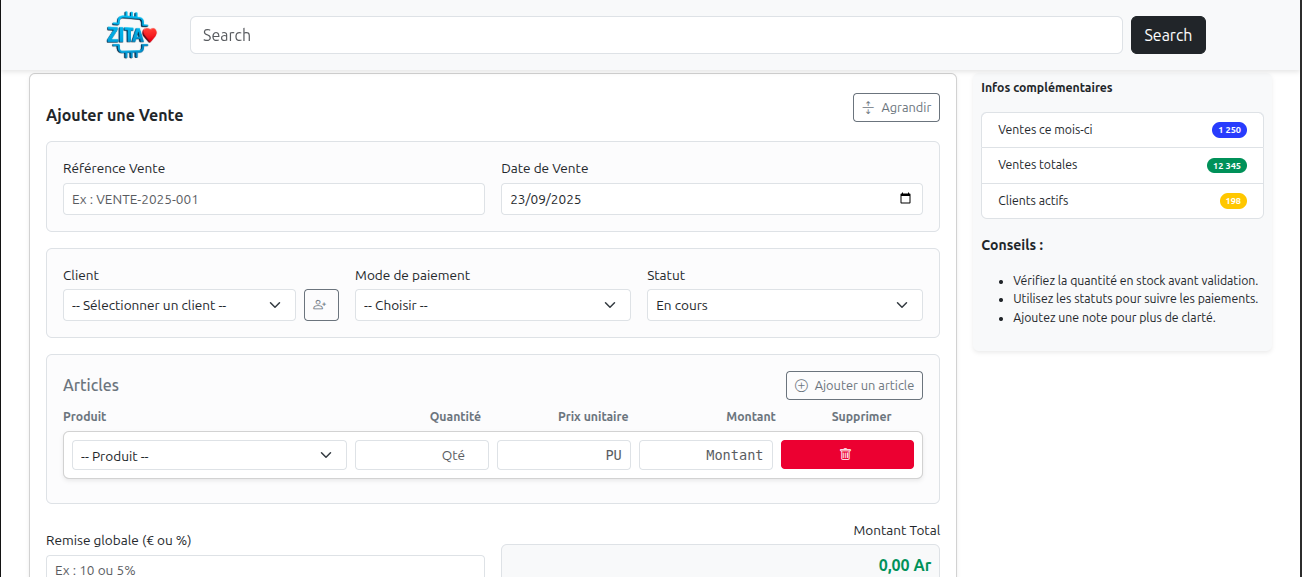 ZITA
Search
Search
Ajouter une Vente
Agrandir
Référence Vente
Date de Vente
Ex : VENTE-2025-001
23/09/2025
Client
Mode de paiement
Statut
-- Sélectionner un client --
-- Choisir --
En cours
Articles
Ajouter un article
Produit
Quantité
Prix unitaire
Montant
Supprimer
-- Produit --
Qté
PU
Montant
Remise globale (€ ou %)
Ex : 10 ou 5%
Montant Total
0,00 Ar
Infos complémentaires
Ventes ce mois-ci
1 250
Ventes totales
12 345
Clients actifs
198
Conseils :
Vérifiez la quantité en stock avant validation.
Utilisez les statuts pour suivre les paiements.
Ajoutez une note pour plus de clarté.